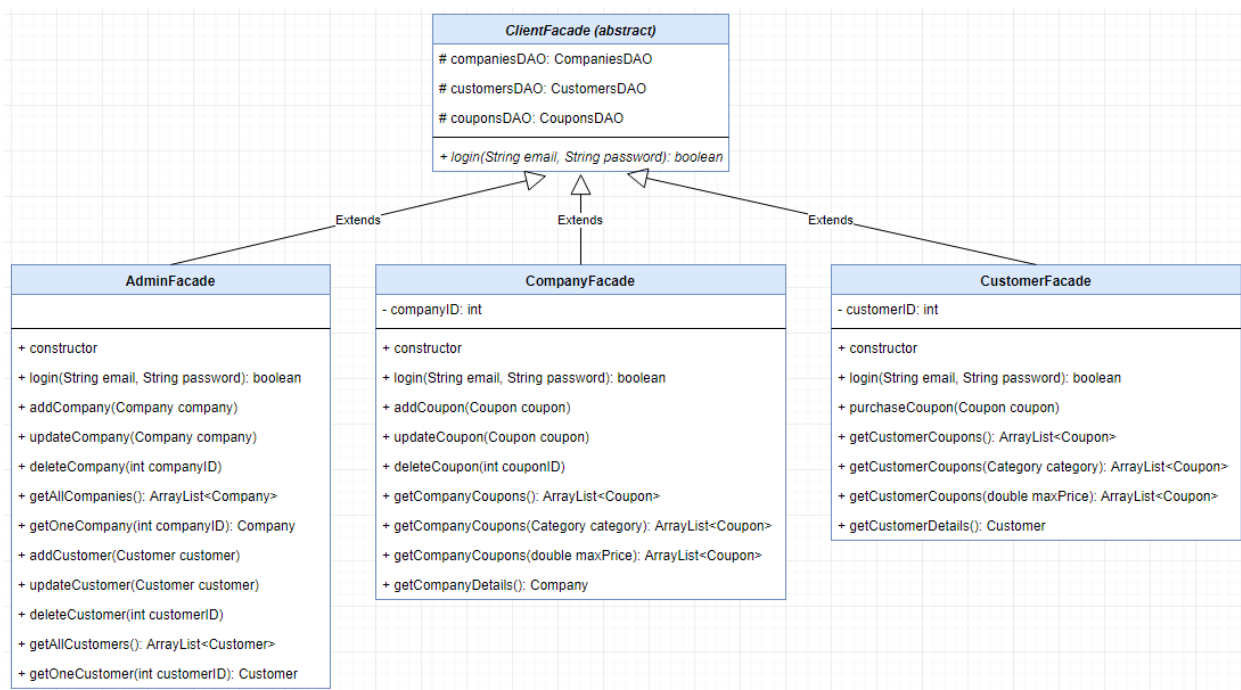 ClientFacade (abstract)
# companiesDAO: CompaniesDAO
# customersDAO: CustomersDAO
# couponsDAO: CouponsDAO
+ login(String email, String password): boolean
Extends
Extends
Extends
AdminFacade
+ constructor
+ login(String email, String password): boolean
+ addCompany(Company company)
+ updateCompany(Company company)
+ deleteCompany(int companyID)
+ getAllCompanies(): ArrayList<Company>
+ getOneCompany(int companyID): Company
+ addCustomer(Customer customer)
+ updateCustomer(Customer customer)
+ deleteCustomer(int customerID)
+ getAllCustomers(): ArrayList<Customer>
+ getOneCustomer(int customerID): Customer
CompanyFacade
- companyID: int
+ constructor
+ login(String email, String password): boolean
+ addCoupon(Coupon coupon)
+ updateCoupon(Coupon coupon)
+ deleteCoupon(int couponID)
+ getCompanyCoupons(): ArrayList<Coupon>
+ getCompanyCoupons(Category category): ArrayList<Coupon>
+ getCompanyCoupons(double maxPrice): ArrayList<Coupon>
+ getCompanyDetails(): Company
CustomerFacade
- customerID: int
+ constructor
+ login(String email, String password): boolean
+ purchaseCoupon(Coupon coupon)
+ getCustomerCoupons(): ArrayList<Coupon>
+ getCustomerCoupons(Category category): ArrayList<Coupon>
+ getCustomerCoupons(double maxPrice): ArrayList<Coupon>
+ getCustomerDetails(): Customer